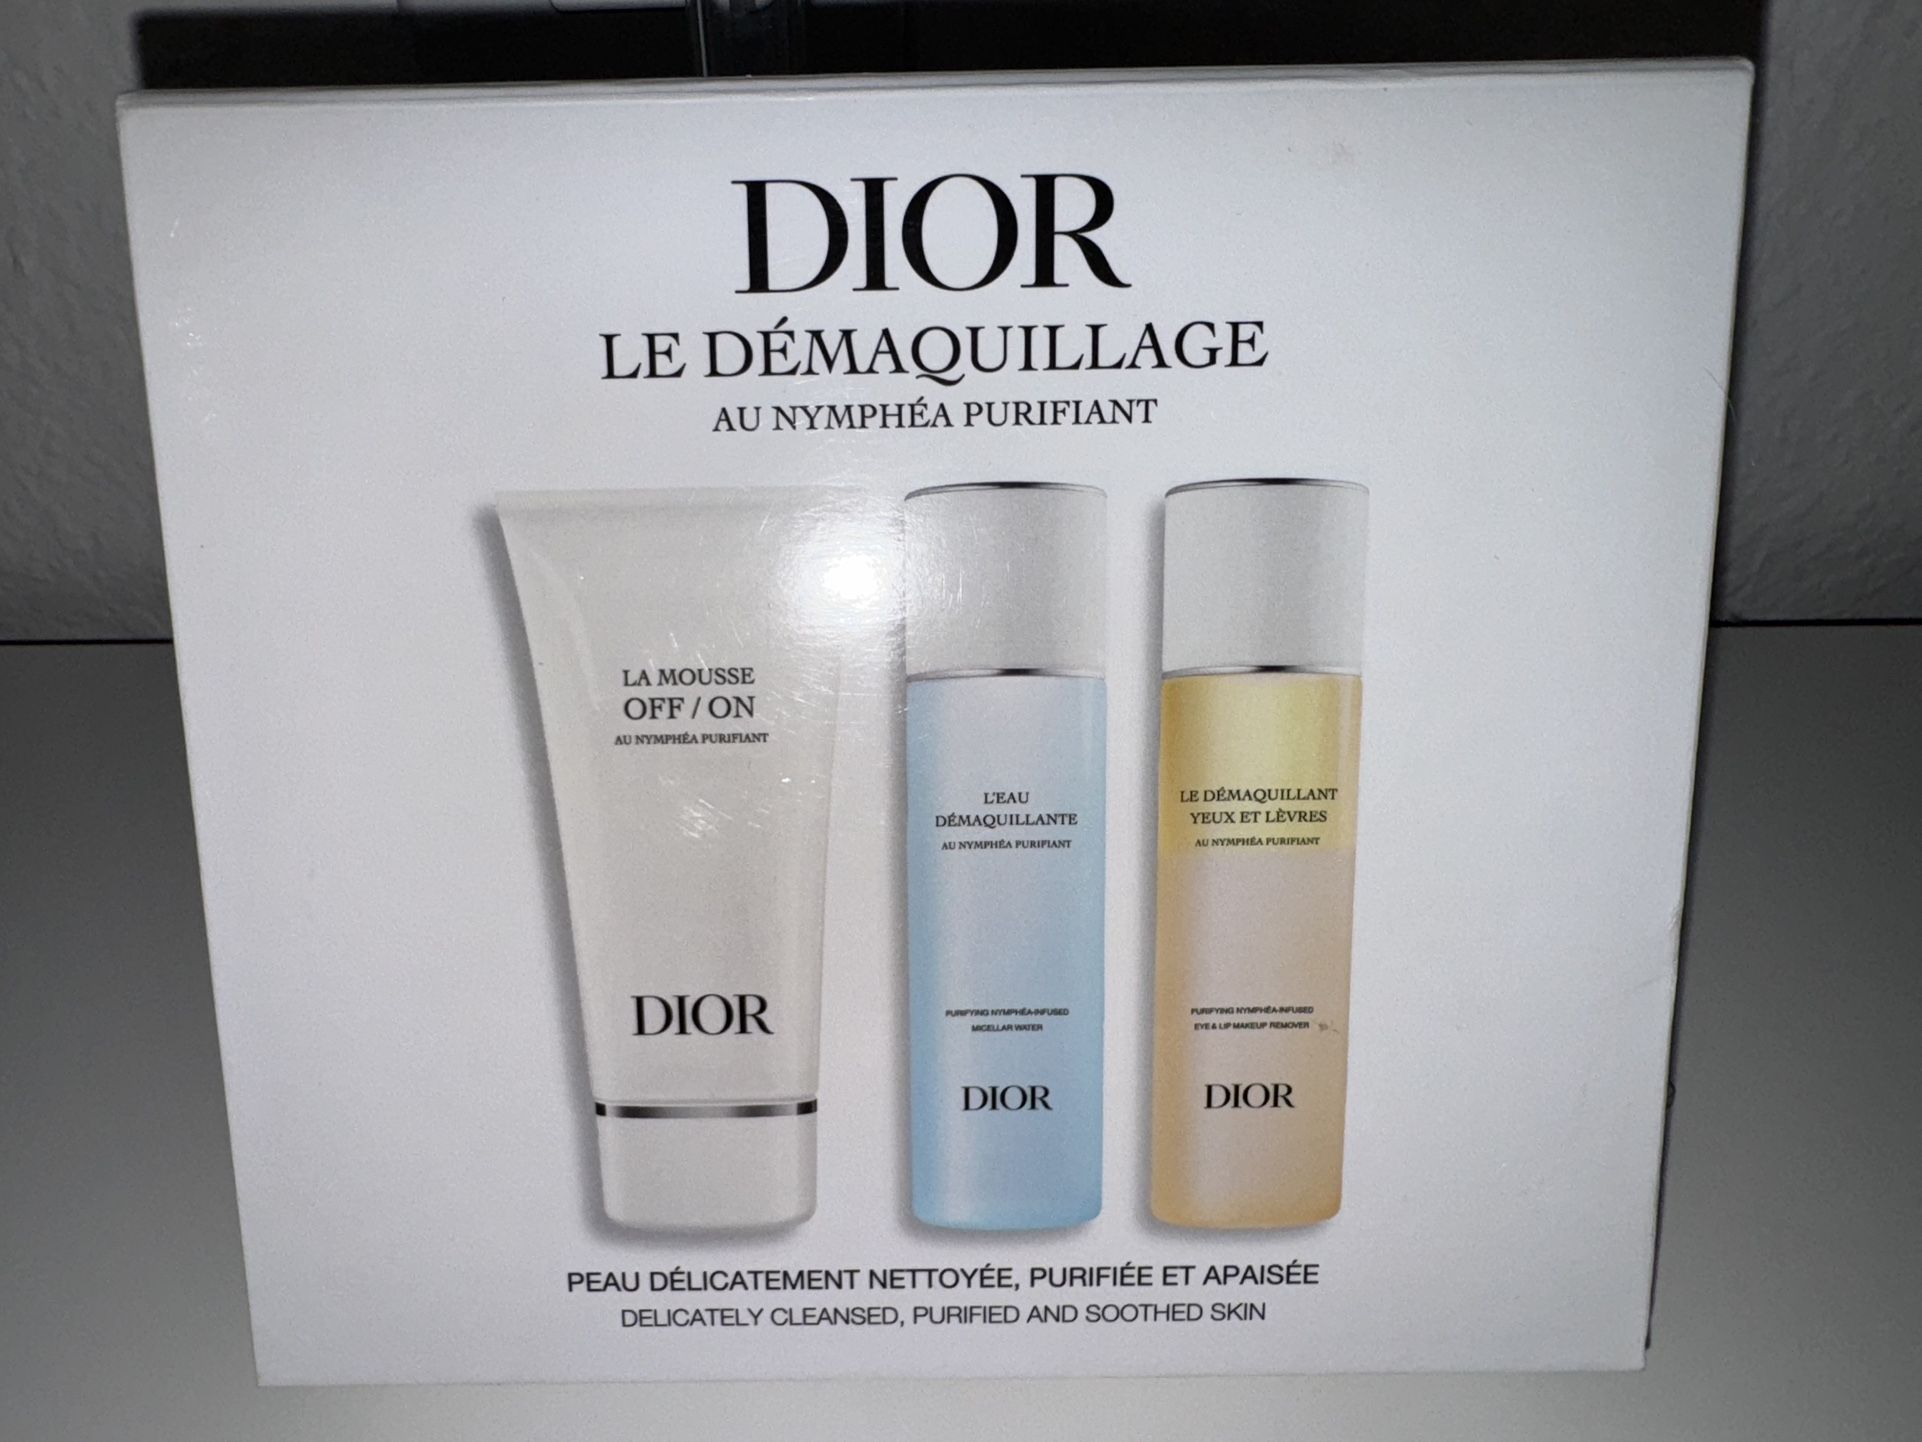 DIOR
LE DÉMAQUILLAGE
AU NYMPHÉA PURIFIANT
LA MOUSSE
OFF / ON
AU NYMPHÉA PURIFIANT
DIOR
L'EAU
DÉMAQUILLANTE
AU NYMPHÉA PURIFIANT
PURIFYING NYMPHÉA-INFUSED
MICELLAR WATER
DIOR
LE DÉMAQUILLANT
YEUX ET LÈVRES
AU NYMPHÉA PURIFIANT
PURIFYING NYMPHÉA-INFUSED
EYE & LIP MAKEUP REMOVER
DIOR
PEAU DÉLICATEMENT NETTOYÉE, PURIFIÉE ET APAISÉE
DELICATELY CLEANSED, PURIFIED AND SOOTHED SKIN